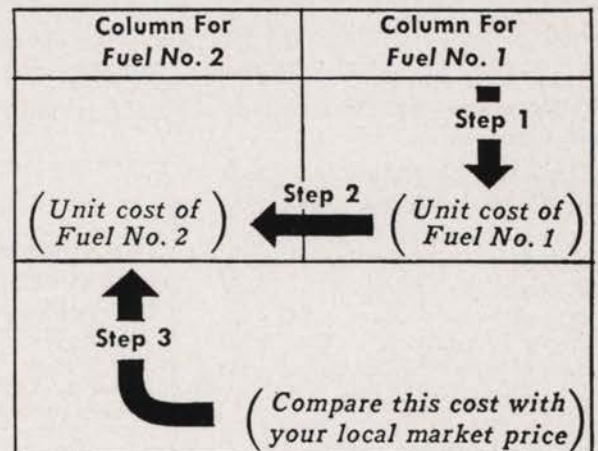 Column For
Fuel No. 2
Column For
Fuel No. 1
Step 1
Step 2
(Unit cost of
Fuel No. 2)
(Unit cost of
Fuel No. 1)
Step 3
(Compare this cost with
your local market price)